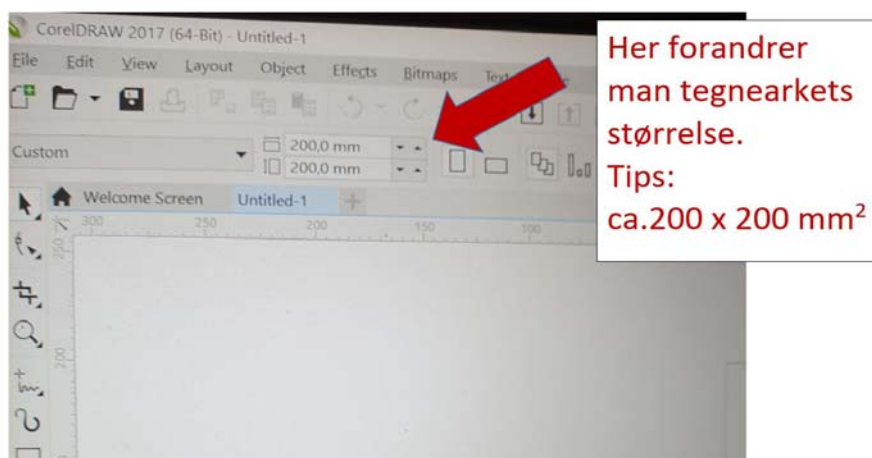 CorelDRAW 2017 (64-Bit) - Untitled-1
File Edit View Layout Object Effects Bitmaps
Custom
200,0 mm
200,0 mm
Welcome Screen Untitled-1
300 250 200 150 100
250
200
Her forandrer
man tegnearkets
størrelse.
Tips:
ca.200 x 200 mm²